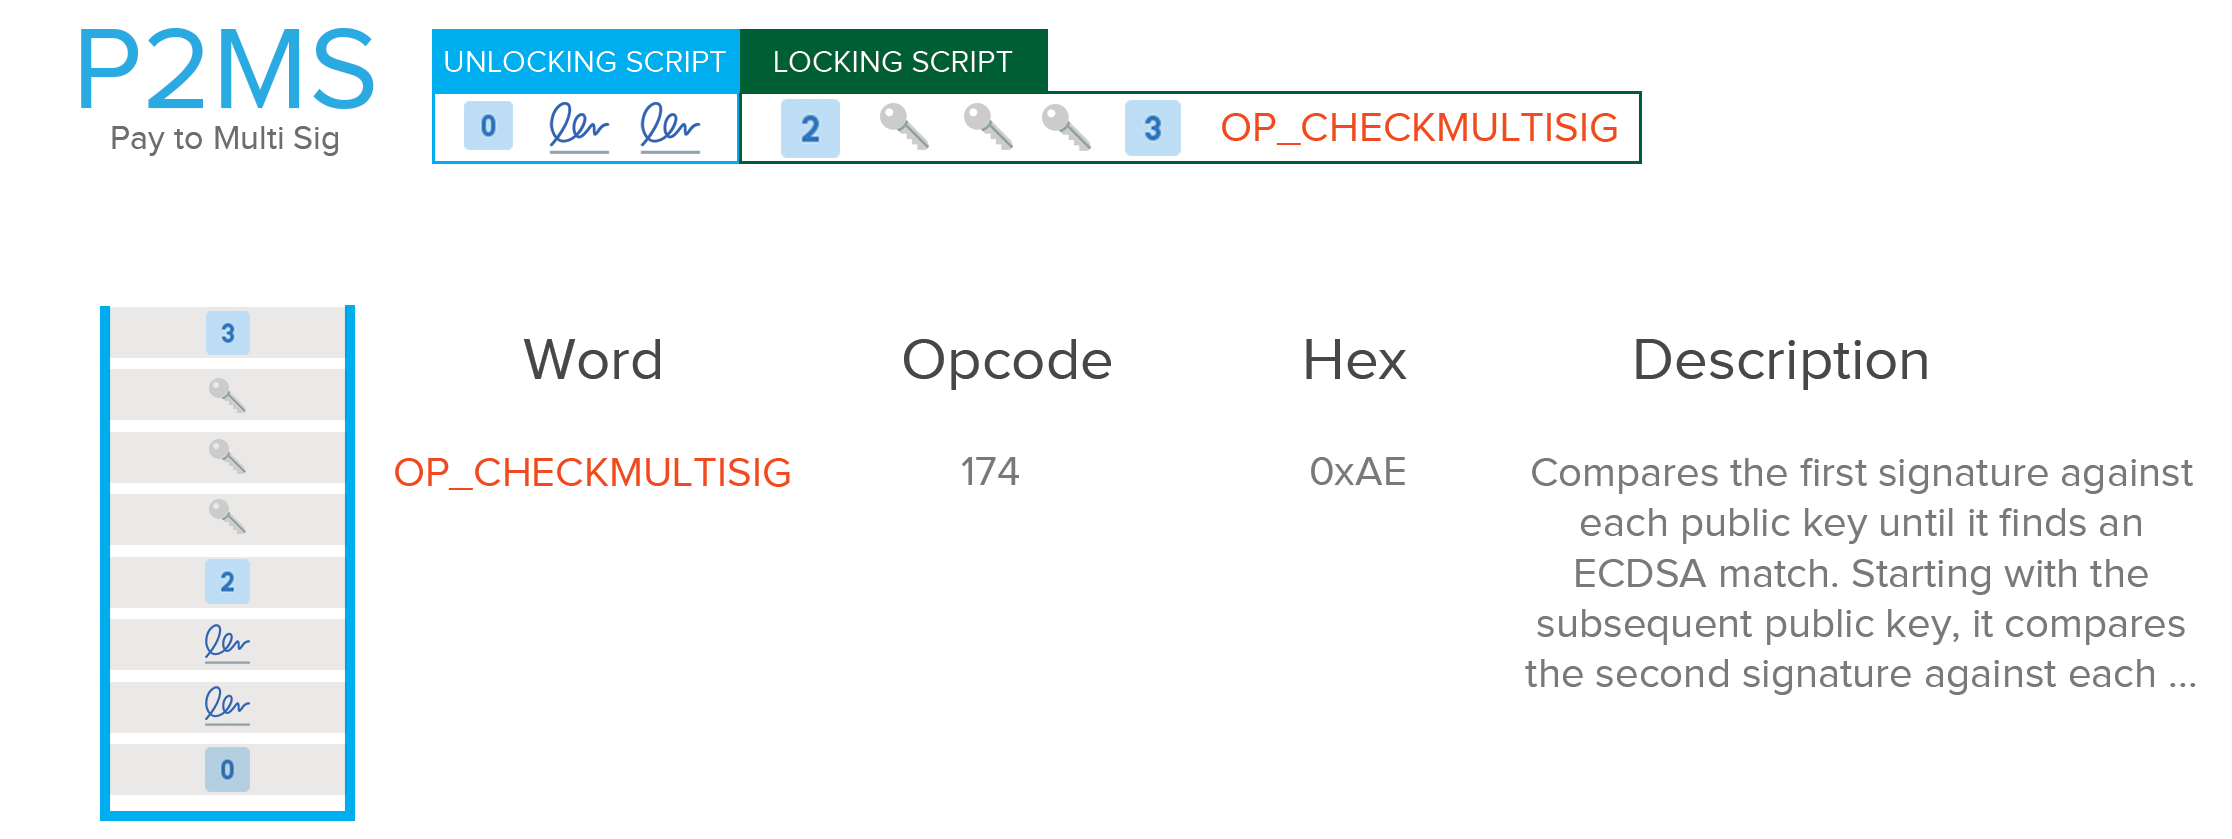 P2MS
Pay to Multi Sig
UNLOCKING SCRIPT LOCKING SCRIPT
0 2 3 OP_CHECKMULTISIG
3
2
0
Word Opcode Hex Description
OP_CHECKMULTISIG 174 0xAE Compares the first signature against
each public key until it finds an
ECDSA match. Starting with the
subsequent public key, it compares
the second signature against each ...